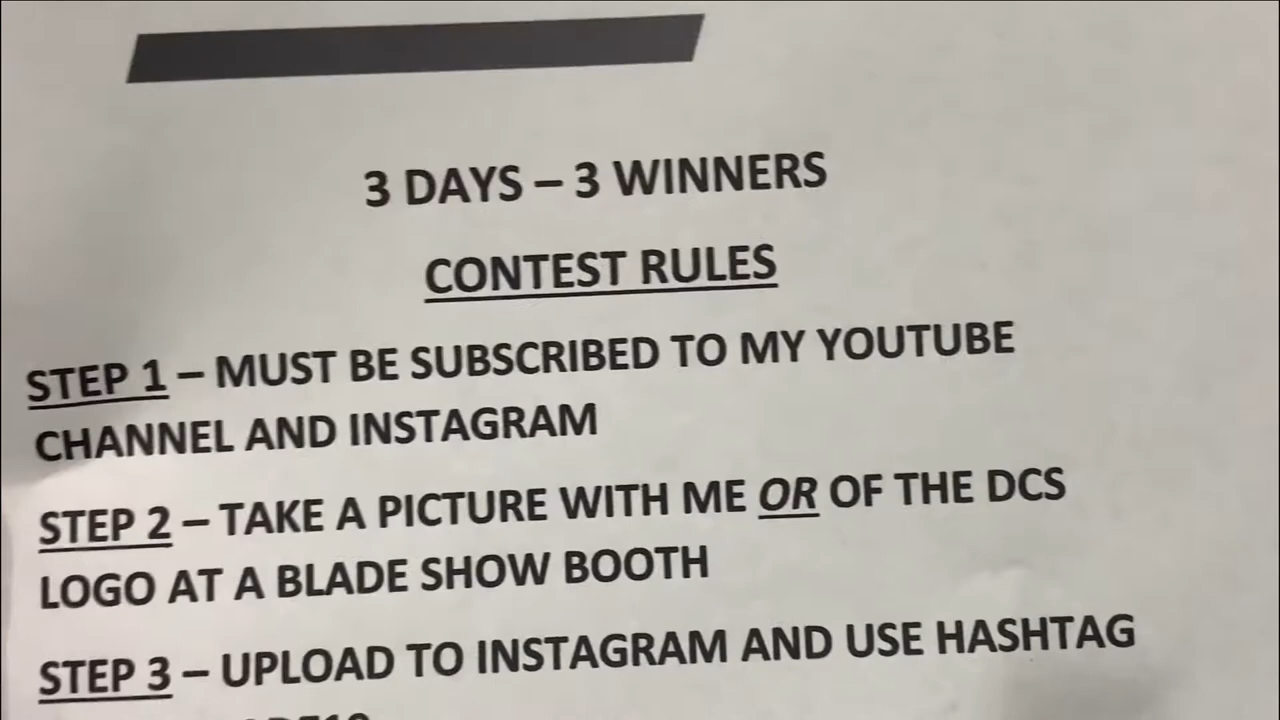 3 DAYS – 3 WINNERS
CONTEST RULES
STEP 1 – MUST BE SUBSCRIBED TO MY YOUTUBE
CHANNEL AND INSTAGRAM
STEP 2 – TAKE A PICTURE WITH ME OR OF THE DCS
LOGO AT A BLADE SHOW BOOTH
STEP 3 – UPLOAD TO INSTAGRAM AND USE HASHTAG